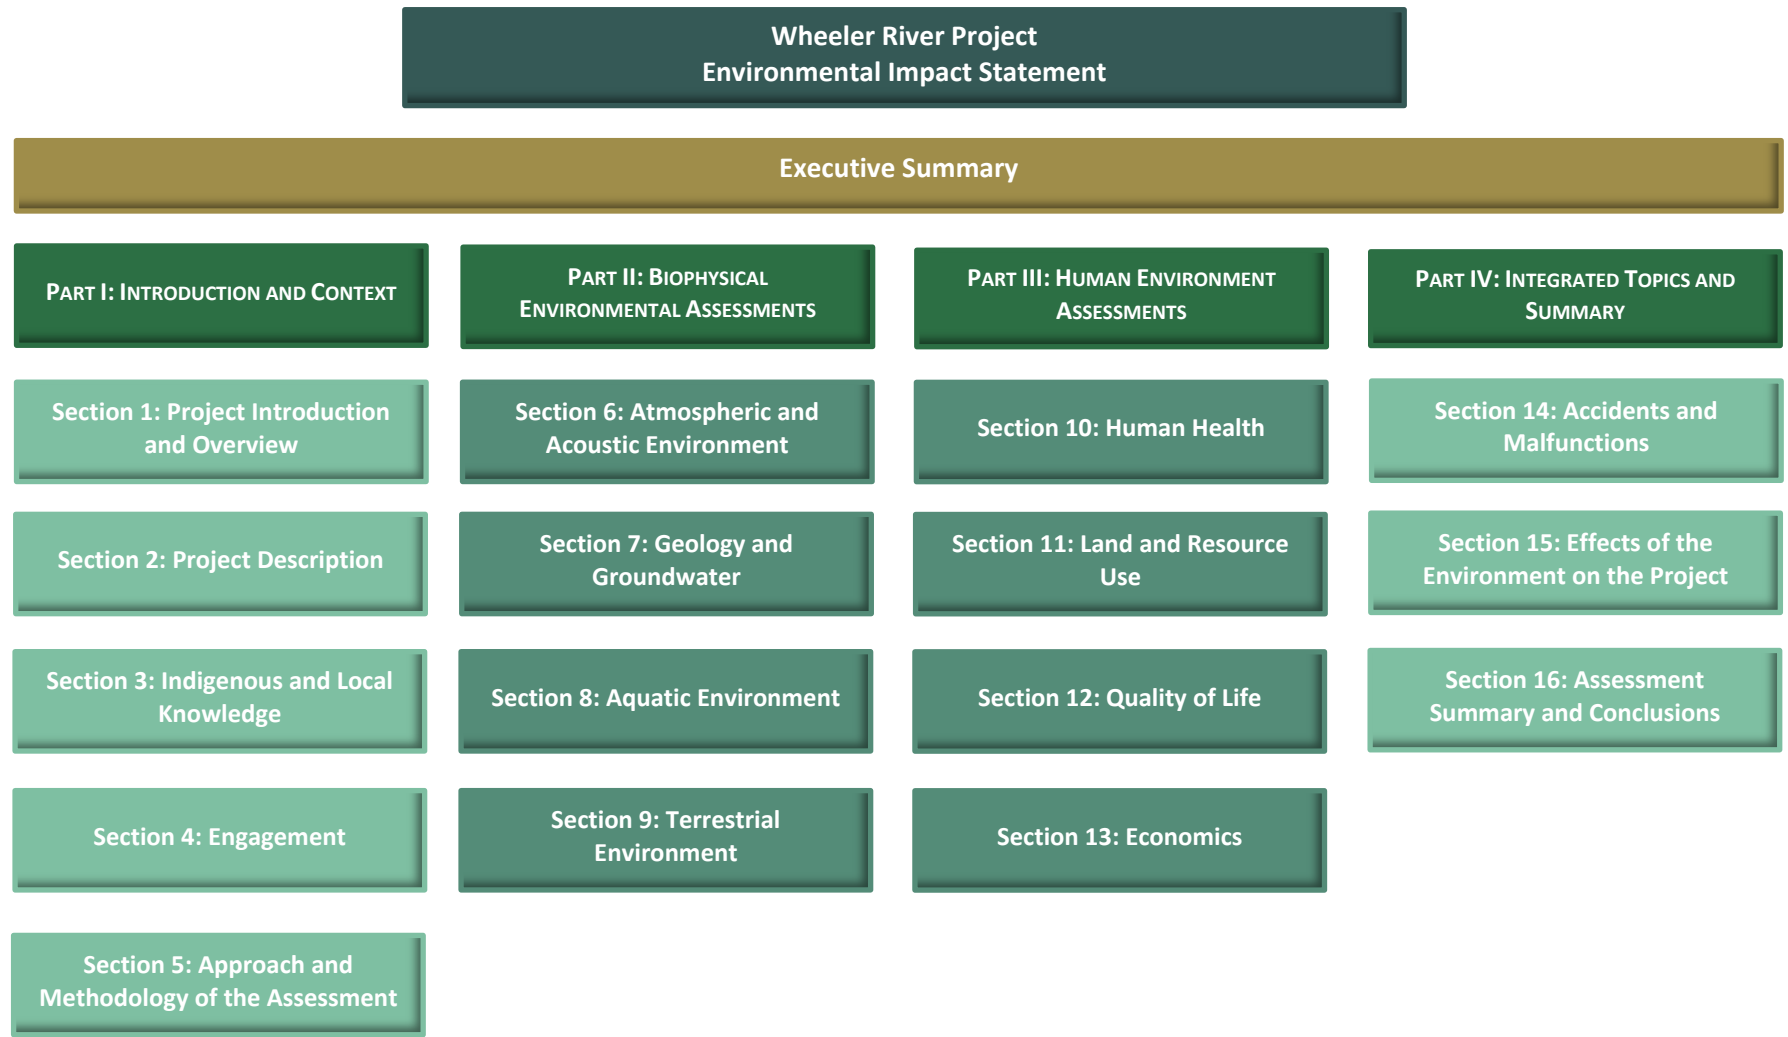 Wheeler River Project
Environmental Impact Statement
Executive Summary
PART I: INTRODUCTION AND CONTEXT
Section 1: Project Introduction
and Overview
Section 2: Project Description
Section 3: Indigenous and Local
Knowledge
Section 4: Engagement
Section 5: Approach and
Methodology of the Assessment
PART II: BIOPHYSICAL
ENVIRONMENTAL ASSESSMENTS
Section 6: Atmospheric and
Acoustic Environment
Section 7: Geology and
Groundwater
Section 8: Aquatic Environment
Section 9: Terrestrial
Environment
PART III: HUMAN ENVIRONMENT
ASSESSMENTS
Section 10: Human Health
Section 11: Land and Resource
Use
Section 12: Quality of Life
Section 13: Economics
PART IV: INTEGRATED TOPICS AND
SUMMARY
Section 14: Accidents and
Malfunctions
Section 15: Effects of the
Environment on the Project
Section 16: Assessment
Summary and Conclusions